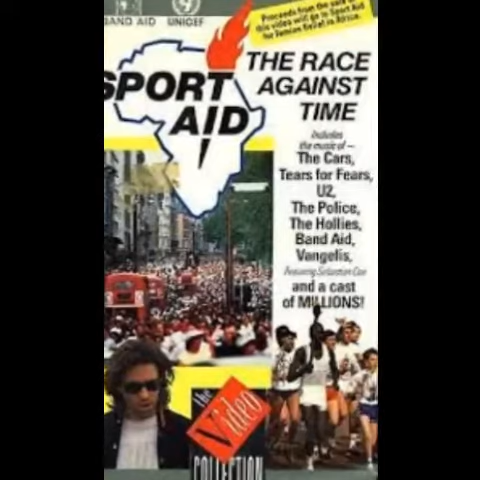 BAND AID UNICEF
Proceeds from the sale of
this video will go to Sport Aid
for Famine Relief in Africa.
SPORT
AID
THE RACE
AGAINST
TIME
Includes
the music of –
The Cars,
Tears for Fears,
U2,
The Police,
The Hollies,
Band Aid,
Vangelis,
Featuring Sebastian Coe
and a cast
of MILLIONS!
the
Video
COLLECTION